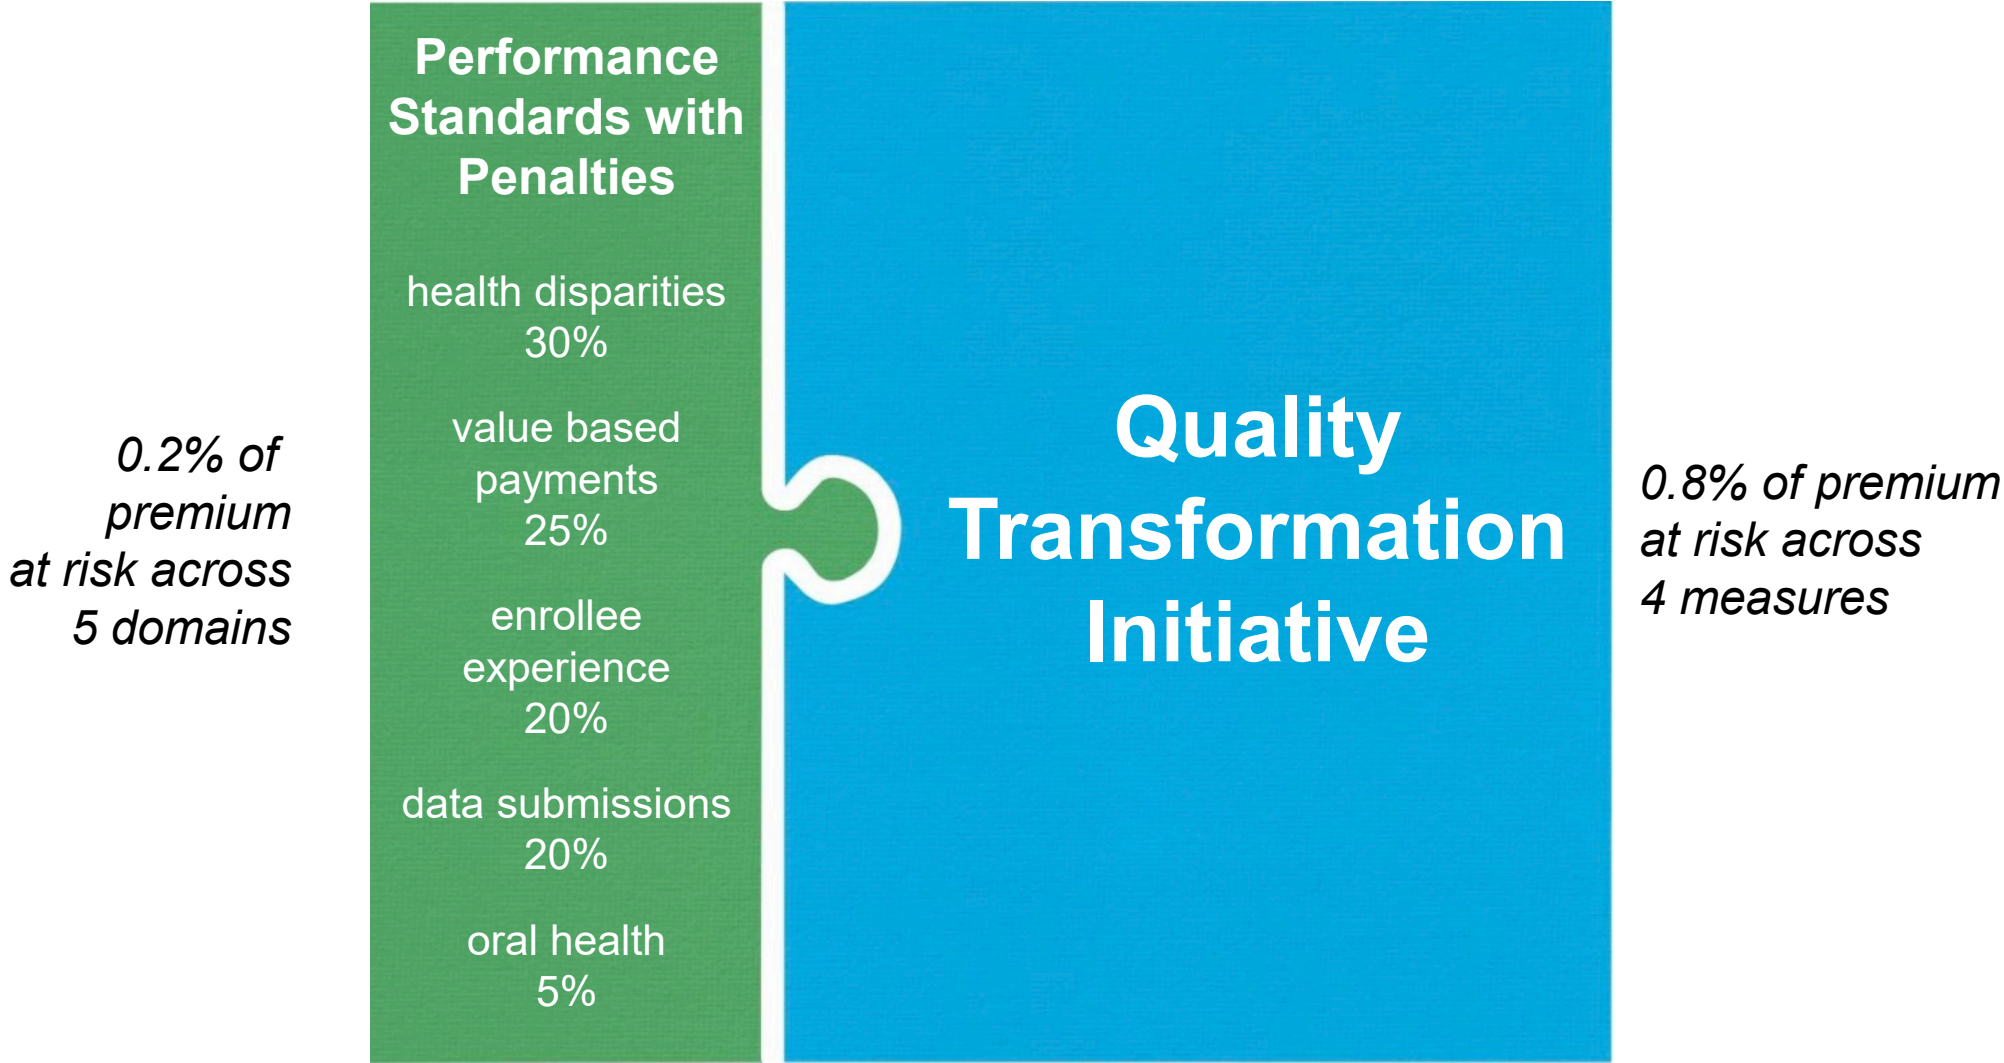 Performance
Standards with
Penalties
health disparities
30%
value based
payments
25%
enrollee
experience
20%
data submissions
20%
oral health
5%
0.2% of
premium
at risk across
5 domains
Quality
Transformation
Initiative
0.8% of premium
at risk across
4 measures